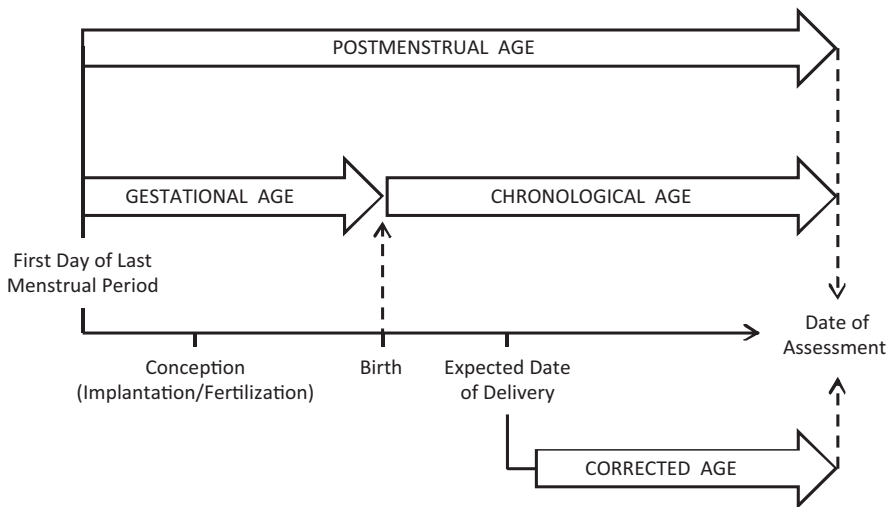 POSTMENSTRUAL AGE
GESTATIONAL AGE
CHRONOLOGICAL AGE
First Day of Last
Menstrual Period
Conception
(Implantation/Fertilization)
Birth
Expected Date
of Delivery
Date of
Assessment
CORRECTED AGE